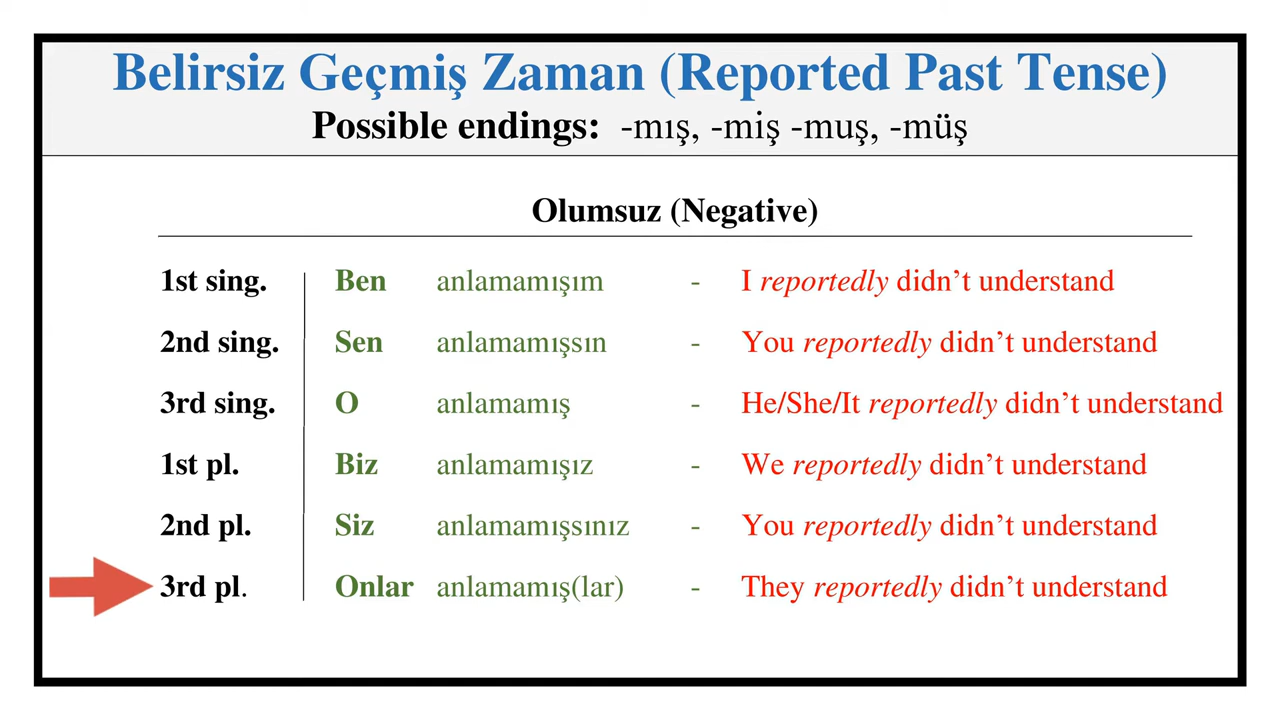 Belirsiz Geçmiş Zaman (Reported Past Tense)
Possible endings: -mış, -miş -muş, -müş
Olumsuz (Negative)
1st sing. Ben anlamamışım - I reportedly didn’t understand
2nd sing. Sen anlamamışsın - You reportedly didn’t understand
3rd sing. O anlamamış - He/She/It reportedly didn’t understand
1st pl. Biz anlamamışız - We reportedly didn’t understand
2nd pl. Siz anlamamışsınız - You reportedly didn’t understand
3rd pl. Onlar anlamamış(lar) - They reportedly didn’t understand